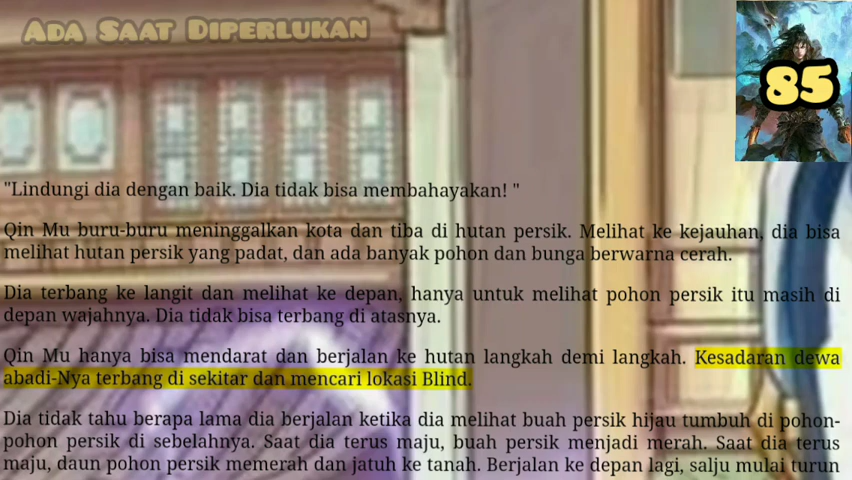 Ada Saat Diperlukan
85
"Lindungi dia dengan baik. Dia tidak bisa membahayakan! "
Qin Mu buru-buru meninggalkan kota dan tiba di hutan persik. Melihat ke kejauhan, dia bisa
melihat hutan persik yang padat, dan ada banyak pohon dan bunga berwarna cerah.
Dia terbang ke langit dan melihat ke depan, hanya untuk melihat pohon persik itu masih di
depan wajahnya. Dia tidak bisa terbang di atasnya.
Qin Mu hanya bisa mendarat dan berjalan ke hutan langkah demi langkah. Kesadaran dewa
abadi-Nya terbang di sekitar dan mencari lokasi Blind.
Dia tidak tahu berapa lama dia berjalan ketika dia melihat buah persik hijau tumbuh di pohon-
pohon persik di sebelahnya. Saat dia terus maju, buah persik menjadi merah. Saat dia terus
maju, daun pohon persik memerah dan jatuh ke tanah. Berjalan ke depan lagi, salju mulai turun